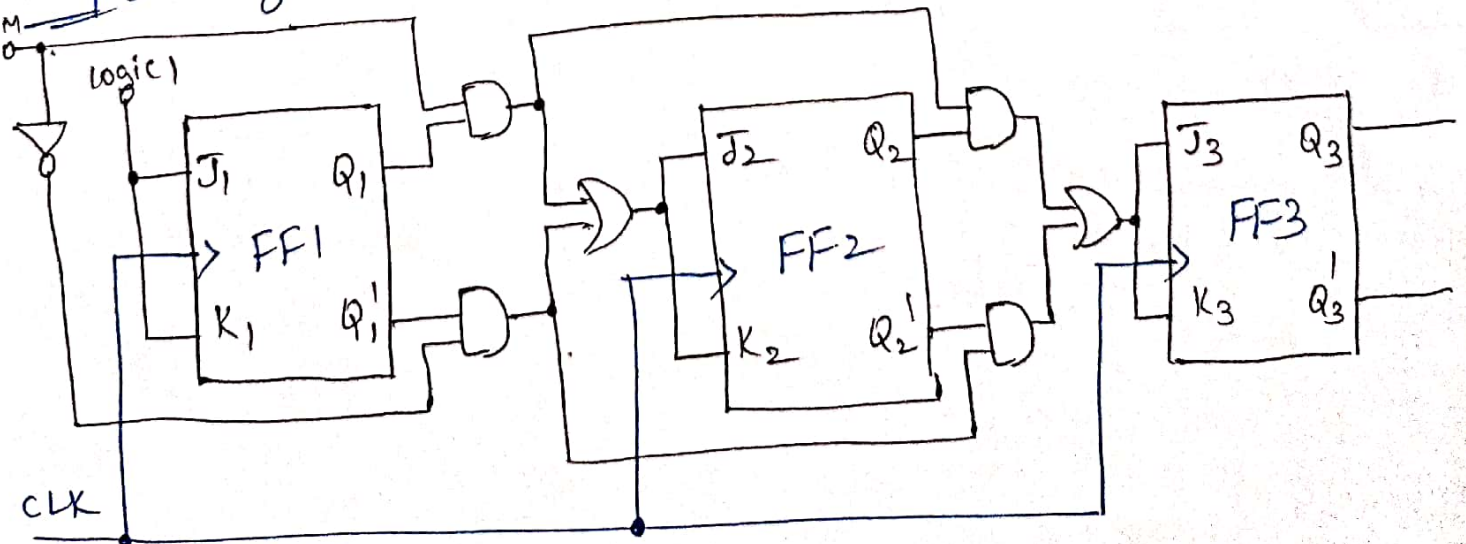 M
logic 1
J1 Q1
FF1
K1 Q1'
J2 Q2
FF2
K2 Q2'
J3 Q3
FF3
K3 Q3'
CLK